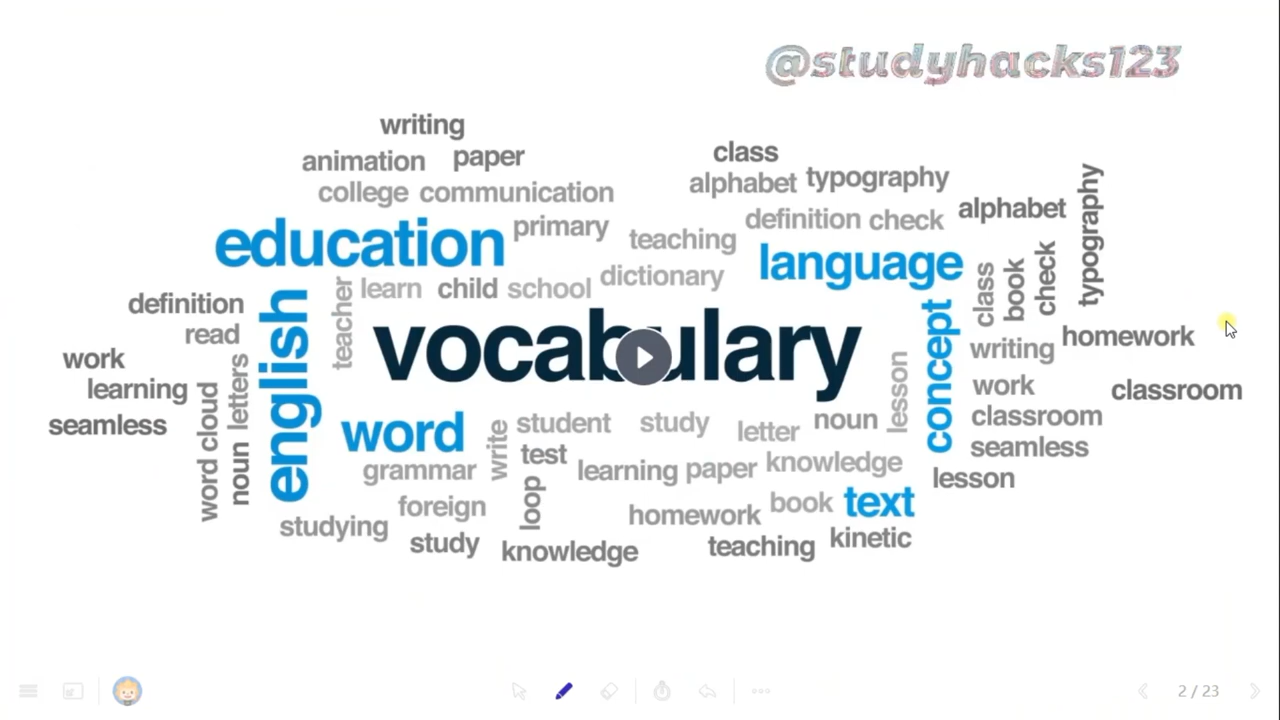 @studyhacks123
writing
animation paper
class
college communication
alphabet typography
education primary
definition check
alphabet
typography
teaching
language
learn child school dictionary
teacher
class
book
check
definition
read
english
vocabulary
concept
writing homework
work
learning
letters
word cloud
seamless
noun
lesson
work
classroom
classroom
word
write
student study letter noun
seamless
grammar
test
learning paper knowledge
lesson
foreign
loop
homework book text
studying
study
knowledge
teaching kinetic
2 / 23